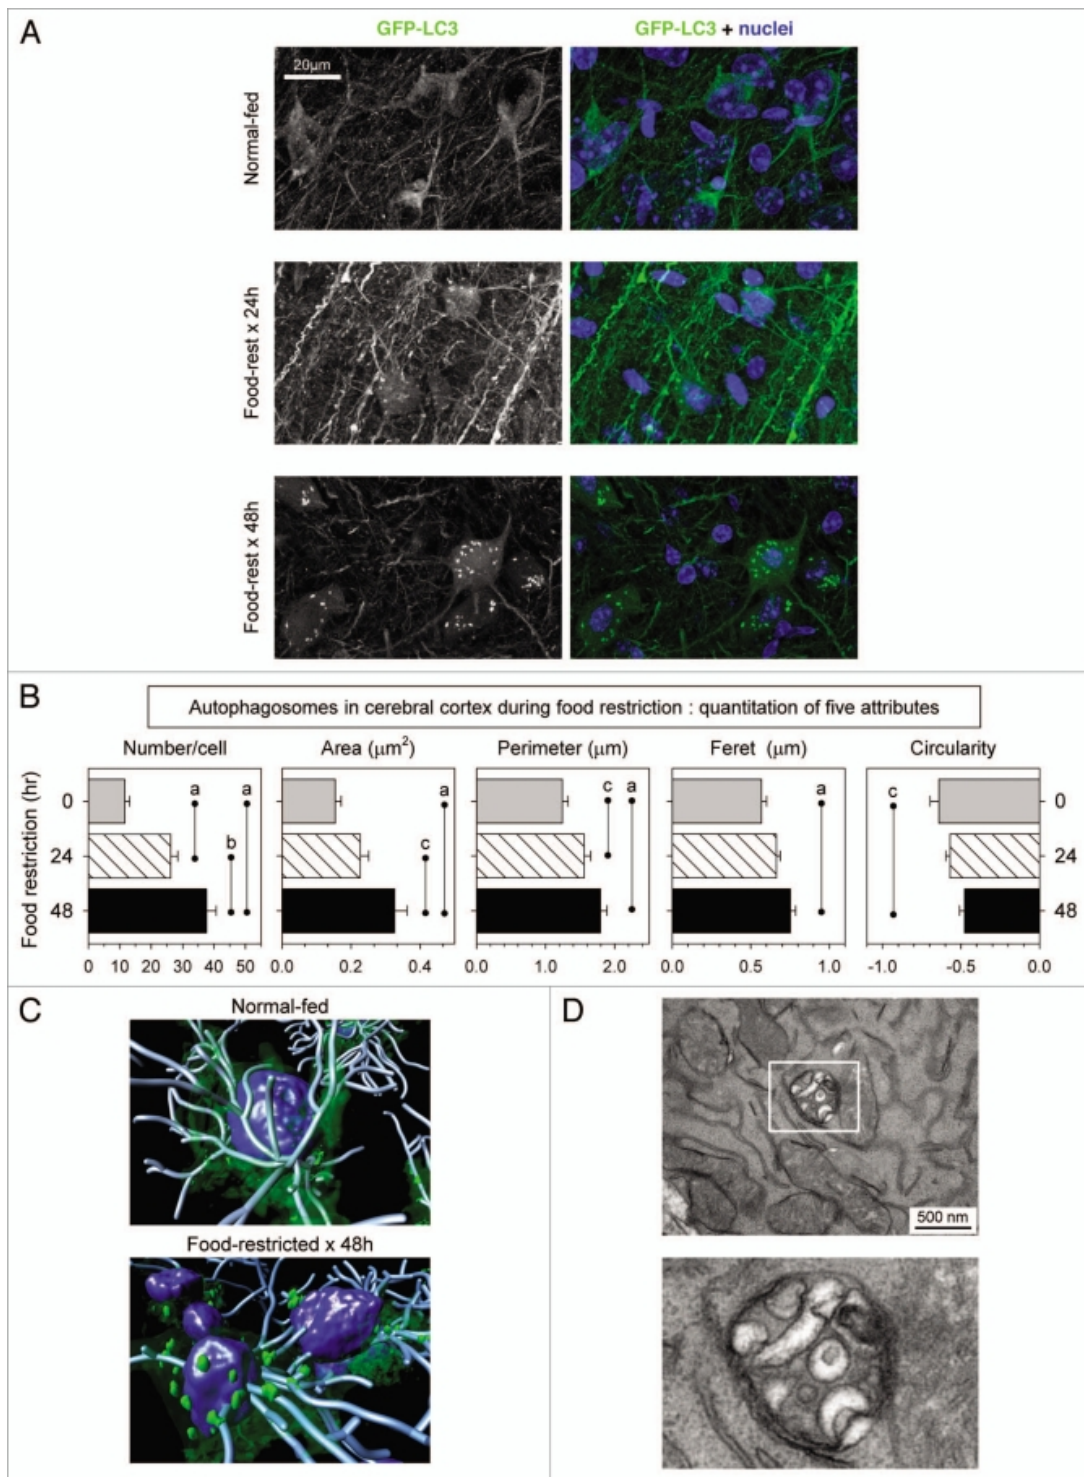 A
GFP-LC3
GFP-LC3 + nuclei
20μm
Normal-fed
Food-rest x 24h
Food-rest x 48h
B
Autophagosomes in cerebral cortex during food restriction : quantitation of five attributes
Number/cell
Area (μm²)
Perimeter (μm)
Feret (μm)
Circularity
Food restriction (hr)
0
24
48
a
b
a
c
a
c
a
a
c
0
24
48
0 10 20 30 40 50
0.0 0.2 0.4
0.0 1.0 2.0
0.0 1.0
-1.0 -0.5 0.0
C
Normal-fed
Food-restricted x 48h
D
500 nm